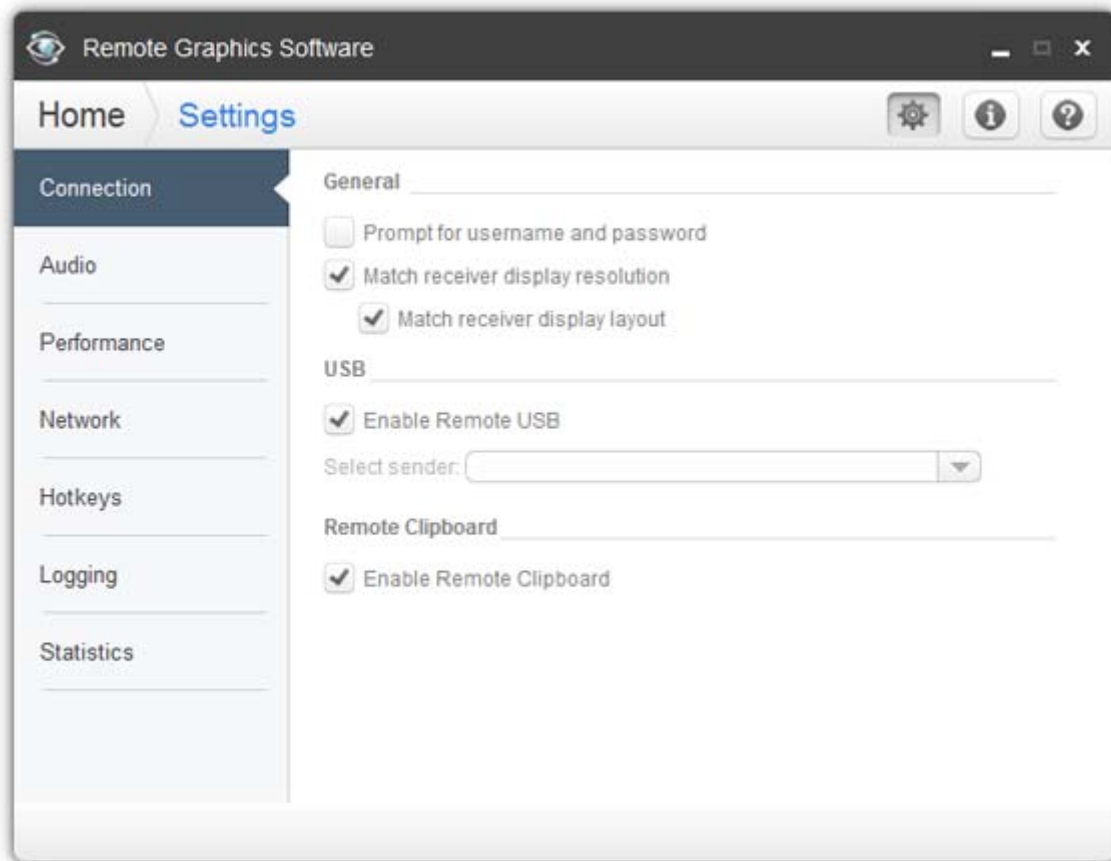 Remote Graphics Software
Home Settings
Connection
Audio
Performance
Network
Hotkeys
Logging
Statistics
General
Prompt for username and password
Match receiver display resolution
Match receiver display layout
USB
Enable Remote USB
Select sender:
Remote Clipboard
Enable Remote Clipboard